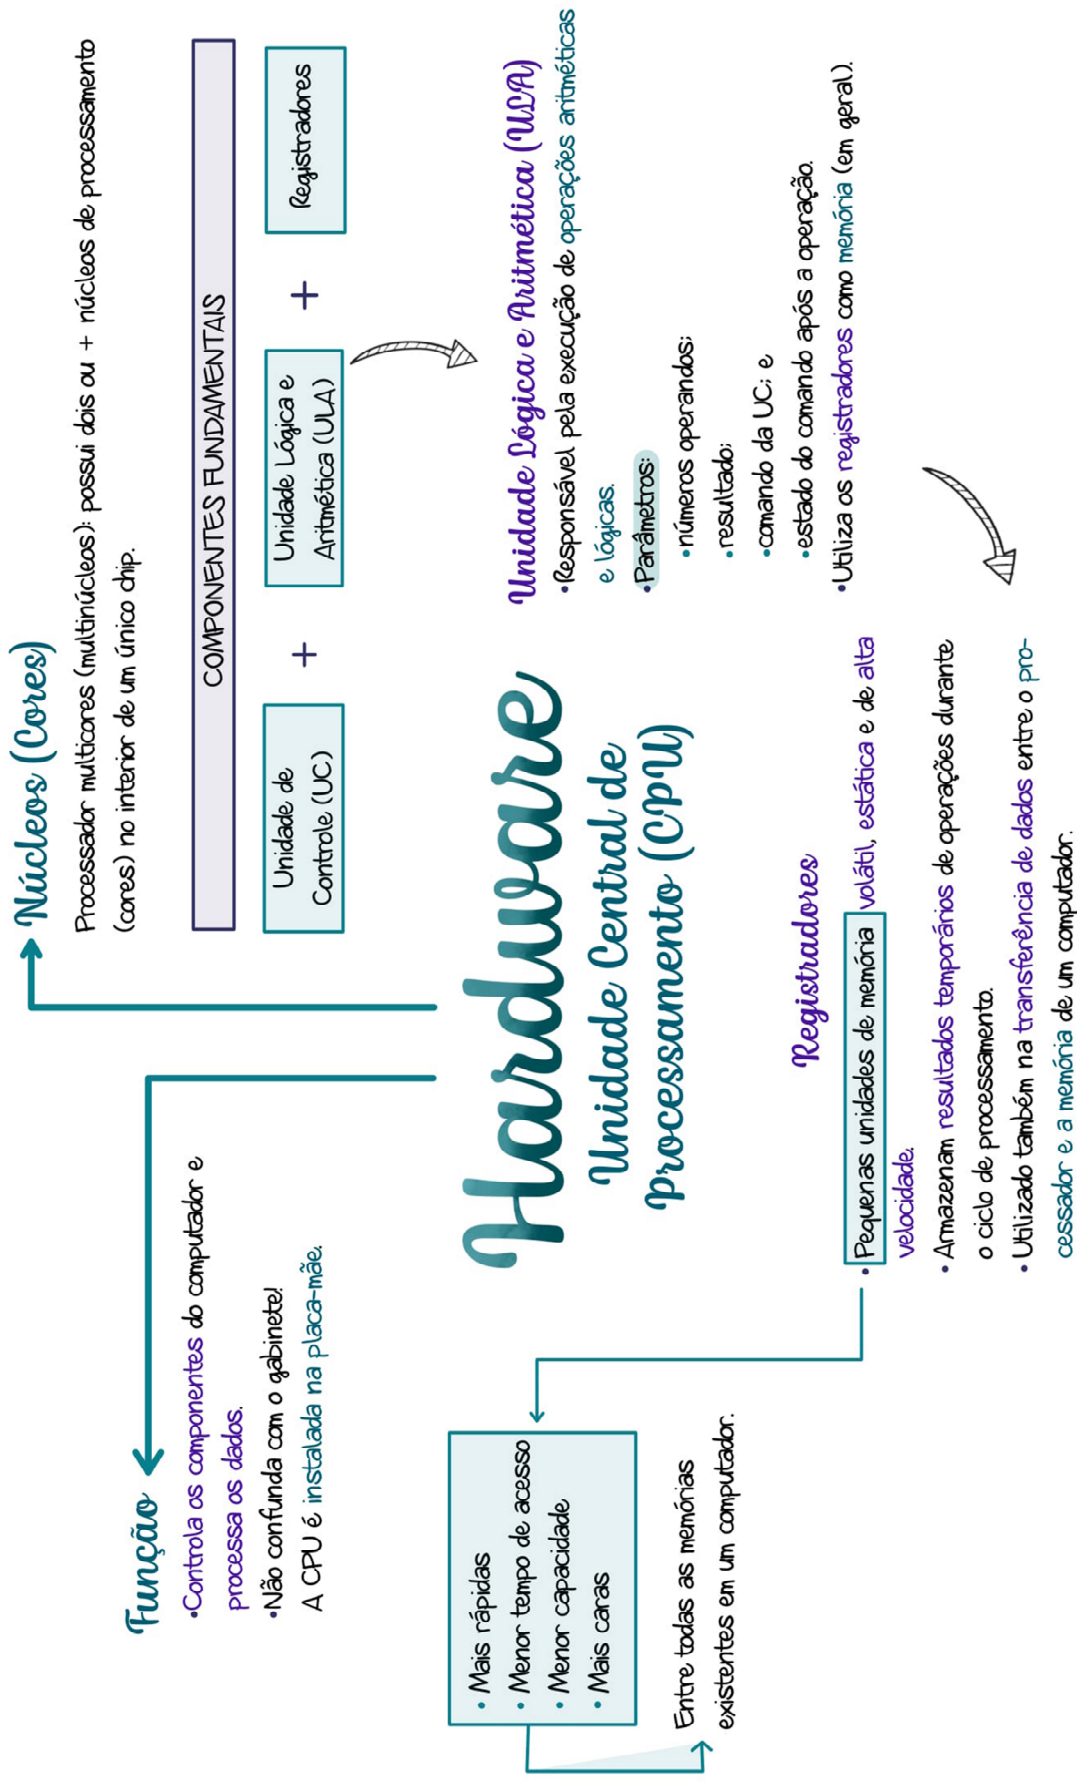 Núcleos (Cores)
Processador multicores (multinúcleos): possui dois ou + núcleos de processamento
(cores) no interior de um único chip.
COMPONENTES FUNDAMENTAIS
Unidade de
Controle (UC)
+
Unidade Lógica e
Aritmética (ULA)
+
Registradores
Função
•Controla os componentes do computador e
processa os dados.
•Não confunda com o gabinete!
A CPU é instalada na placa-mãe.
Hardware
Unidade Central de
Processamento (CPU)
Unidade Lógica e Aritmética (ULA)
•Responsável pela execução de operações aritméticas
e lógicas.
•Parâmetros:
•números operandos;
•resultado;
•comando da UC; e
•estado do comando após a operação.
•Utiliza os registradores como memória (em geral).
Registradores
• Pequenas unidades de memória volátil, estática e de alta
velocidade.
• Armazenam resultados temporários de operações durante
o ciclo de processamento.
• Utilizado também na transferência de dados entre o pro-
cessador e a memória de um computador.
• Mais rápidas
• Menor tempo de acesso
• Menor capacidade
• Mais caras
Entre todas as memórias
existentes em um computador.